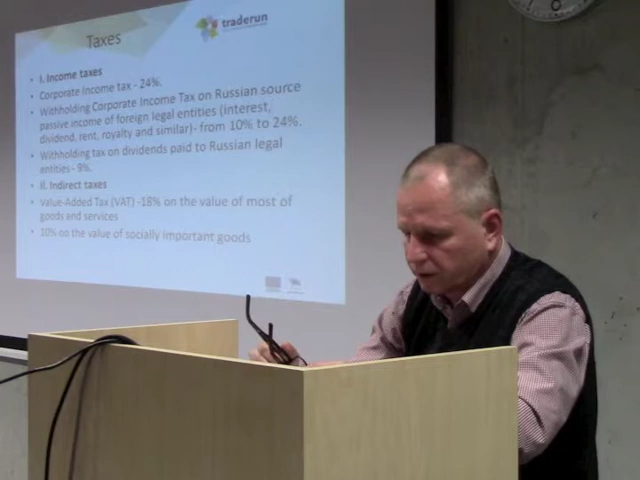 traderun
Taxes
• I. Income taxes
• Corporate Income tax - 24%.
• Withholding Corporate Income Tax on Russian source
passive income of foreign legal entities (interest,
dividend, rent, royalty and similar)- from 10% to 24%.
• Withholding tax on dividends paid to Russian legal
entities - 9%.
• II. Indirect taxes
• Value-Added Tax (VAT) -18% on the value of most of
goods and services
• 10% on the value of socially important goods